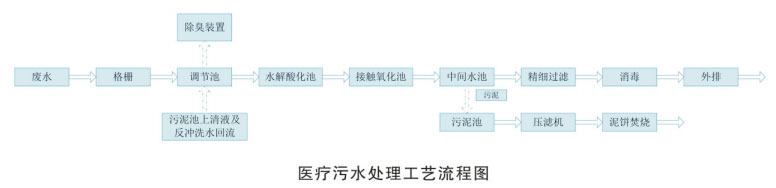 除臭装置
废水
格栅
调节池
水解酸化池
接触氧化池
中间水池
精细过滤
消毒
外排
污泥
污泥池上清液及
反冲洗水回流
污泥池
压滤机
泥饼焚烧
医疗污水处理工艺流程图